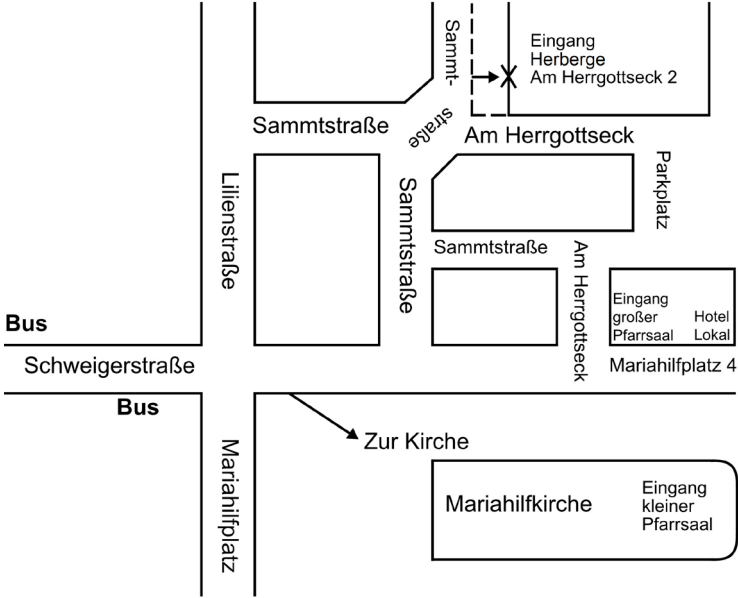 Sammt-
straße
Eingang
Herberge
Am Herrgottseck 2
Sammtstraße
Am Herrgottseck
Lilienstraße
Sammtstraße
Parkplatz
Sammtstraße
Am Herrgottseck
Eingang
großer
Pfarrsaal
Hotel
Lokal
Bus
Schweigerstraße
Mariahilfplatz 4
Bus
Mariahilfplatz
Zur Kirche
Mariahilfkirche
Eingang
kleiner
Pfarrsaal